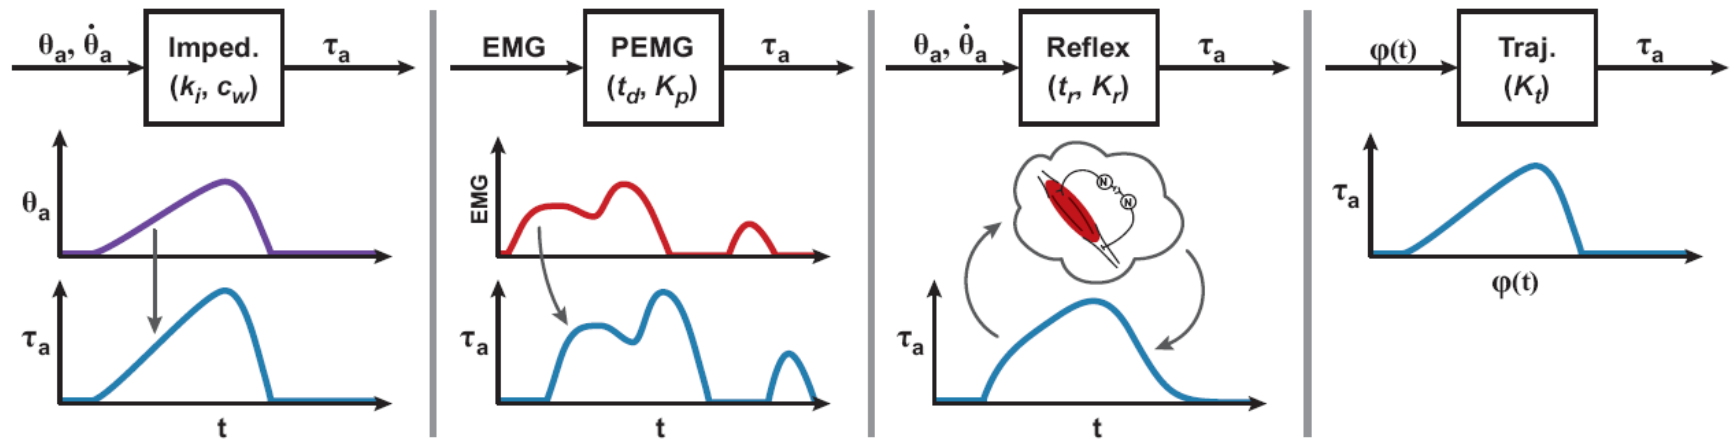 θa, θ̇a
Imped.
(ki, cw)
τa
θa
τa
t
EMG
PEMG
(td, Kp)
τa
EMG
τa
t
θa, θ̇a
Reflex
(tr, Kr)
τa
N
N
τa
t
φ(t)
Traj.
(Kt)
τa
τa
φ(t)